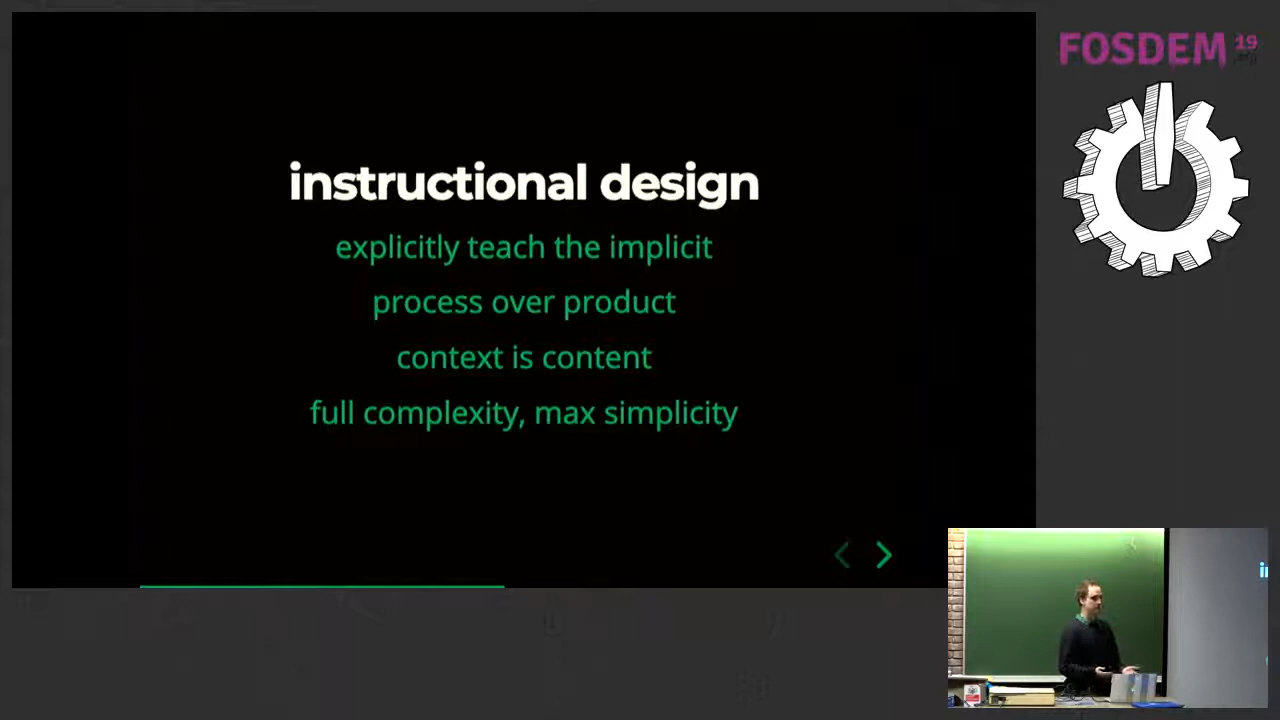 instructional design
explicitly teach the implicit
process over product
context is content
full complexity, max simplicity
FOSDEM 19